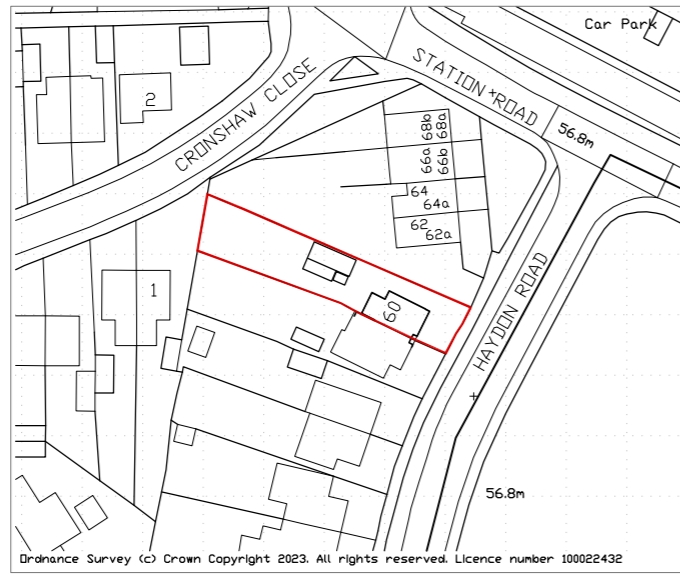 Car Park
STATION ROAD
56.8m
2
CRONSHAW CLOSE
68b
68a
66a
66b
64
64a
62
62a
60
1
HAYDON ROAD
56.8m
Ordnance Survey (c) Crown Copyright 2023. All rights reserved. Licence number 100022432